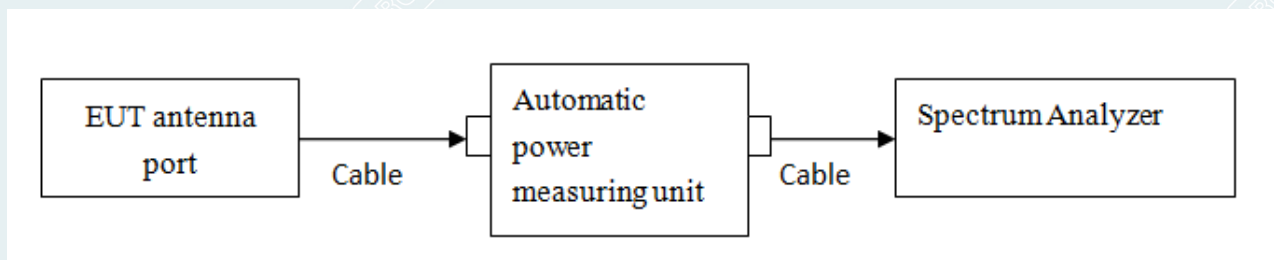 EUT antenna
port
Cable
Automatic
power
measuring unit
Cable
Spectrum Analyzer